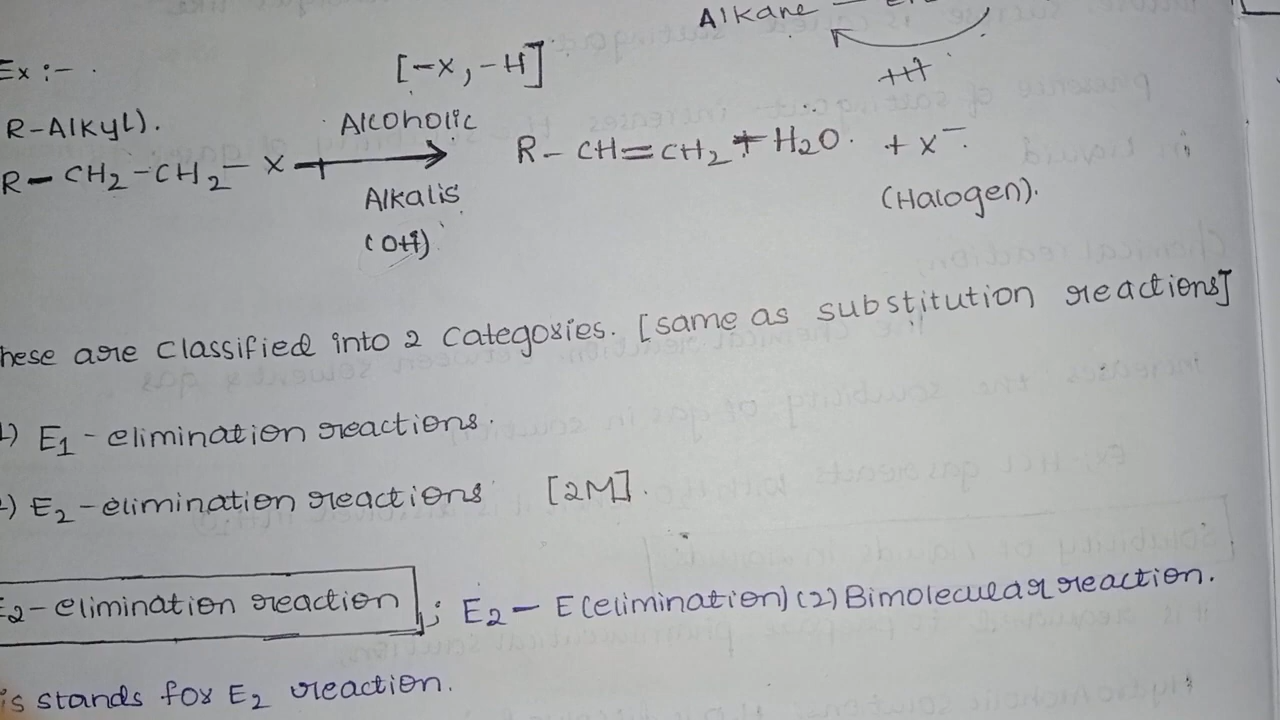 Alkane
++H
Ex :- .
[-X, -H]
R-Alkyl).
Alcoholic
R - CH2 - CH2 - X
R - CH = CH2 + H2O. + X-.
Alkalis
(OH)
(Halogen).
hese are classified into 2 categories. [same as substitution reactions]
1) E1 - elimination reactions.
2) E2 - elimination reactions [2M].
E2 - elimination reaction ; E2 - E(elimination) (2) Bimolecular reaction.
is stands for E2 reaction.